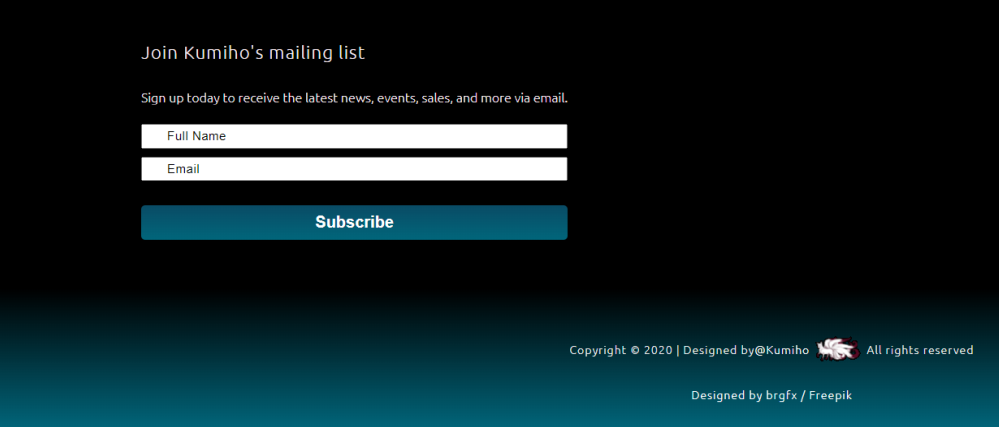 Join Kumiho's mailing list
Sign up today to receive the latest news, events, sales, and more via email.
Full Name
Email
Subscribe
Copyright © 2020 | Designed by@Kumiho All rights reserved
Designed by brgfx / Freepik